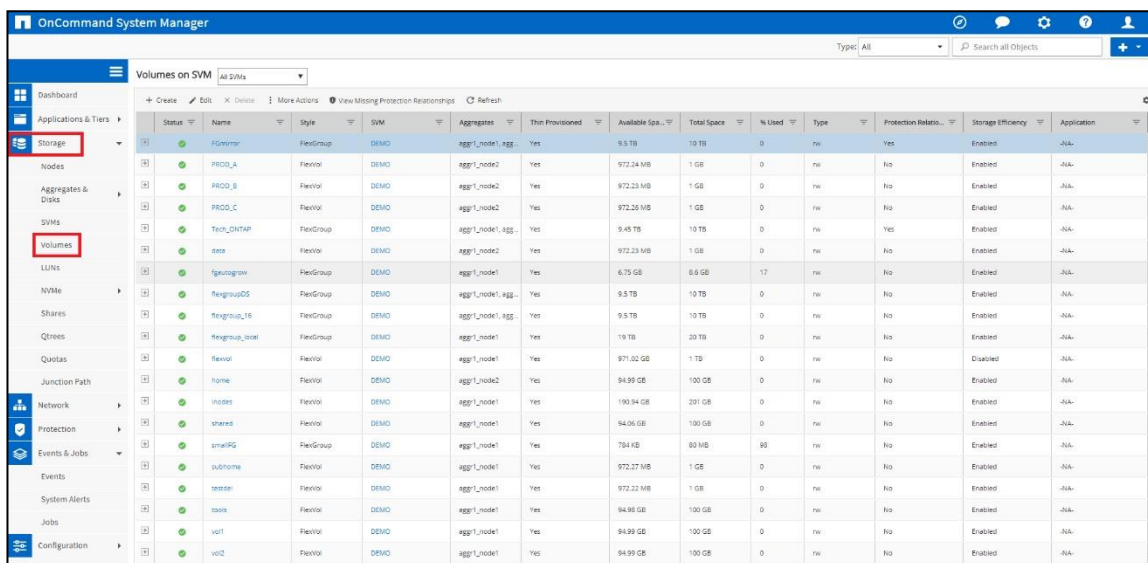 OnCommand System Manager
Type: All Search all Objects
Volumes on SVM All SVMs
+ Create Edit Delete More Actions View Missing Protection Relationships Refresh
Dashboard
Applications & Tiers
Storage
Nodes
Aggregates & Disks
SVMs
Volumes
LUNs
NVMe
Shares
Qtrees
Quotas
Junction Path
Network
Protection
Events & Jobs
Events
System Alerts
Jobs
Configuration
Status Name Style SVM Aggregates Thin Provisioned Available Spa... Total Space % Used Type Protection Relatio... Storage Efficiency Application
FGmirror FlexGroup DEMO aggr1_node1, agg... Yes 9.5 TB 10 TB 0 rw Yes Enabled -NA-
PROD_A FlexVol DEMO aggr1_node2 Yes 972.24 MB 1 GB 0 rw No Enabled -NA-
PROD_B FlexVol DEMO aggr1_node2 Yes 972.23 MB 1 GB 0 rw No Enabled -NA-
PROD_C FlexVol DEMO aggr1_node2 Yes 972.26 MB 1 GB 0 rw No Enabled -NA-
Tech_ONTAP FlexGroup DEMO aggr1_node1, agg... Yes 9.45 TB 10 TB 0 rw Yes Enabled -NA-
data FlexVol DEMO aggr1_node2 Yes 972.23 MB 1 GB 0 rw No Enabled -NA-
fgautogrow FlexGroup DEMO aggr1_node1 Yes 6.75 GB 8.6 GB 17 rw No Enabled -NA-
flexgroupDS FlexGroup DEMO aggr1_node1, agg... Yes 9.5 TB 10 TB 0 rw No Enabled -NA-
flexgroup_16 FlexGroup DEMO aggr1_node1, agg... Yes 9.5 TB 10 TB 0 rw No Enabled -NA-
flexgroup_local FlexGroup DEMO aggr1_node1 Yes 19 TB 20 TB 0 rw No Enabled -NA-
flexvol FlexVol DEMO aggr1_node1 Yes 971.02 GB 1 TB 0 rw No Disabled -NA-
home FlexVol DEMO aggr1_node2 Yes 94.99 GB 100 GB 0 rw No Enabled -NA-
inodes FlexVol DEMO aggr1_node1 Yes 190.94 GB 201 GB 0 rw No Enabled -NA-
shared FlexVol DEMO aggr1_node1 Yes 94.06 GB 100 GB 0 rw No Enabled -NA-
smallFG FlexGroup DEMO aggr1_node1 Yes 784 KB 80 MB 98 rw No Enabled -NA-
subhome FlexVol DEMO aggr1_node1 Yes 972.27 MB 1 GB 0 rw No Enabled -NA-
testdel FlexVol DEMO aggr1_node1 Yes 972.22 MB 1 GB 0 rw No Enabled -NA-
tools FlexVol DEMO aggr1_node1 Yes 94.98 GB 100 GB 0 rw No Enabled -NA-
vol1 FlexVol DEMO aggr1_node1 Yes 94.99 GB 100 GB 0 rw No Enabled -NA-
vol2 FlexVol DEMO aggr1_node1 Yes 94.99 GB 100 GB 0 rw No Enabled -NA-